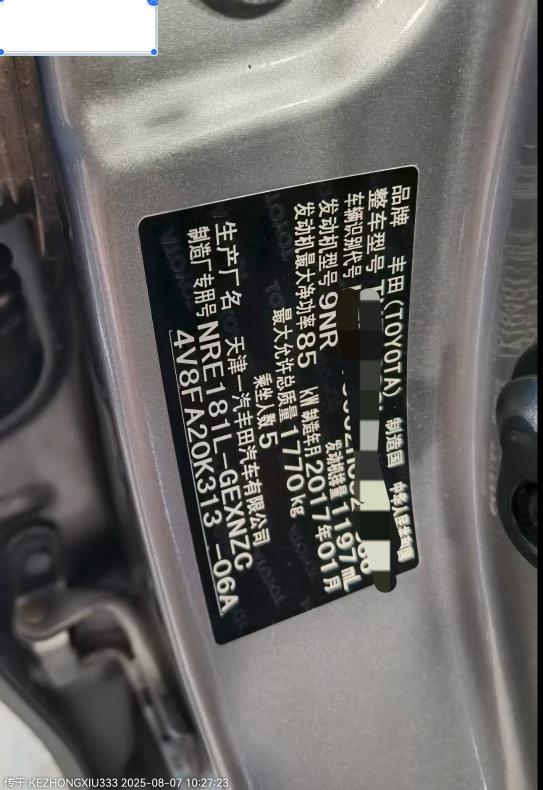 品牌 丰田(TOYOTA) 制造国 中华人民共和国
整车型号
车辆识别代号
发动机型号 9NR 发动机排量 1197 mL
发动机最大净功率 85 kW 制造年月 2017年01月
最大允许总质量 1770 kg
乘坐人数 5
生产厂名 天津一汽丰田汽车有限公司
制造厂专用号 NRE181L-GEXNZC
4V8FA20K313 -06A
传于 KEZHONGXIU333 2025-08-07 10:27:23